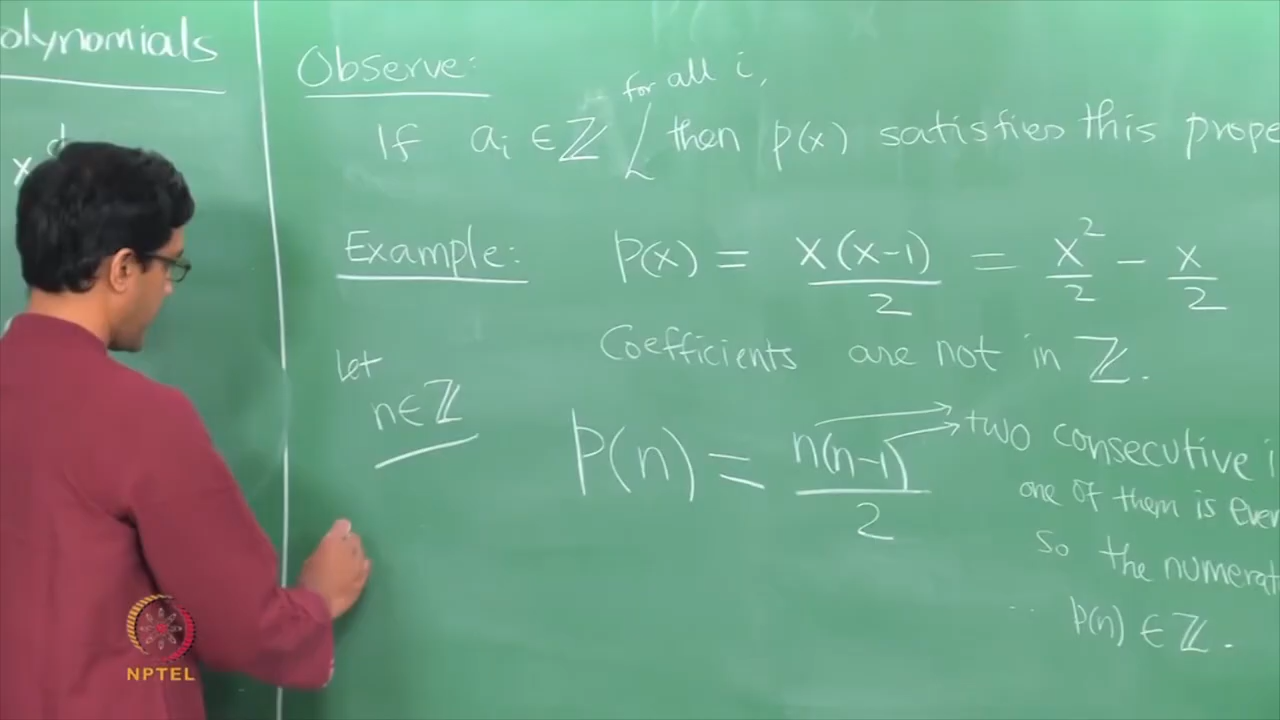 olynomials
x d
Observe:
for all i,
If aᵢ ∈ ℤ then p(x) satisfies this prope
Example: p(x) = x(x-1)/2 = x²/2 - x/2
Coefficients are not in ℤ.
Let
n∈ℤ
P(n) = n(n-1)/2
two consecutive i
one of them is even
so the numerat
∴ p(n) ∈ ℤ.
NPTEL